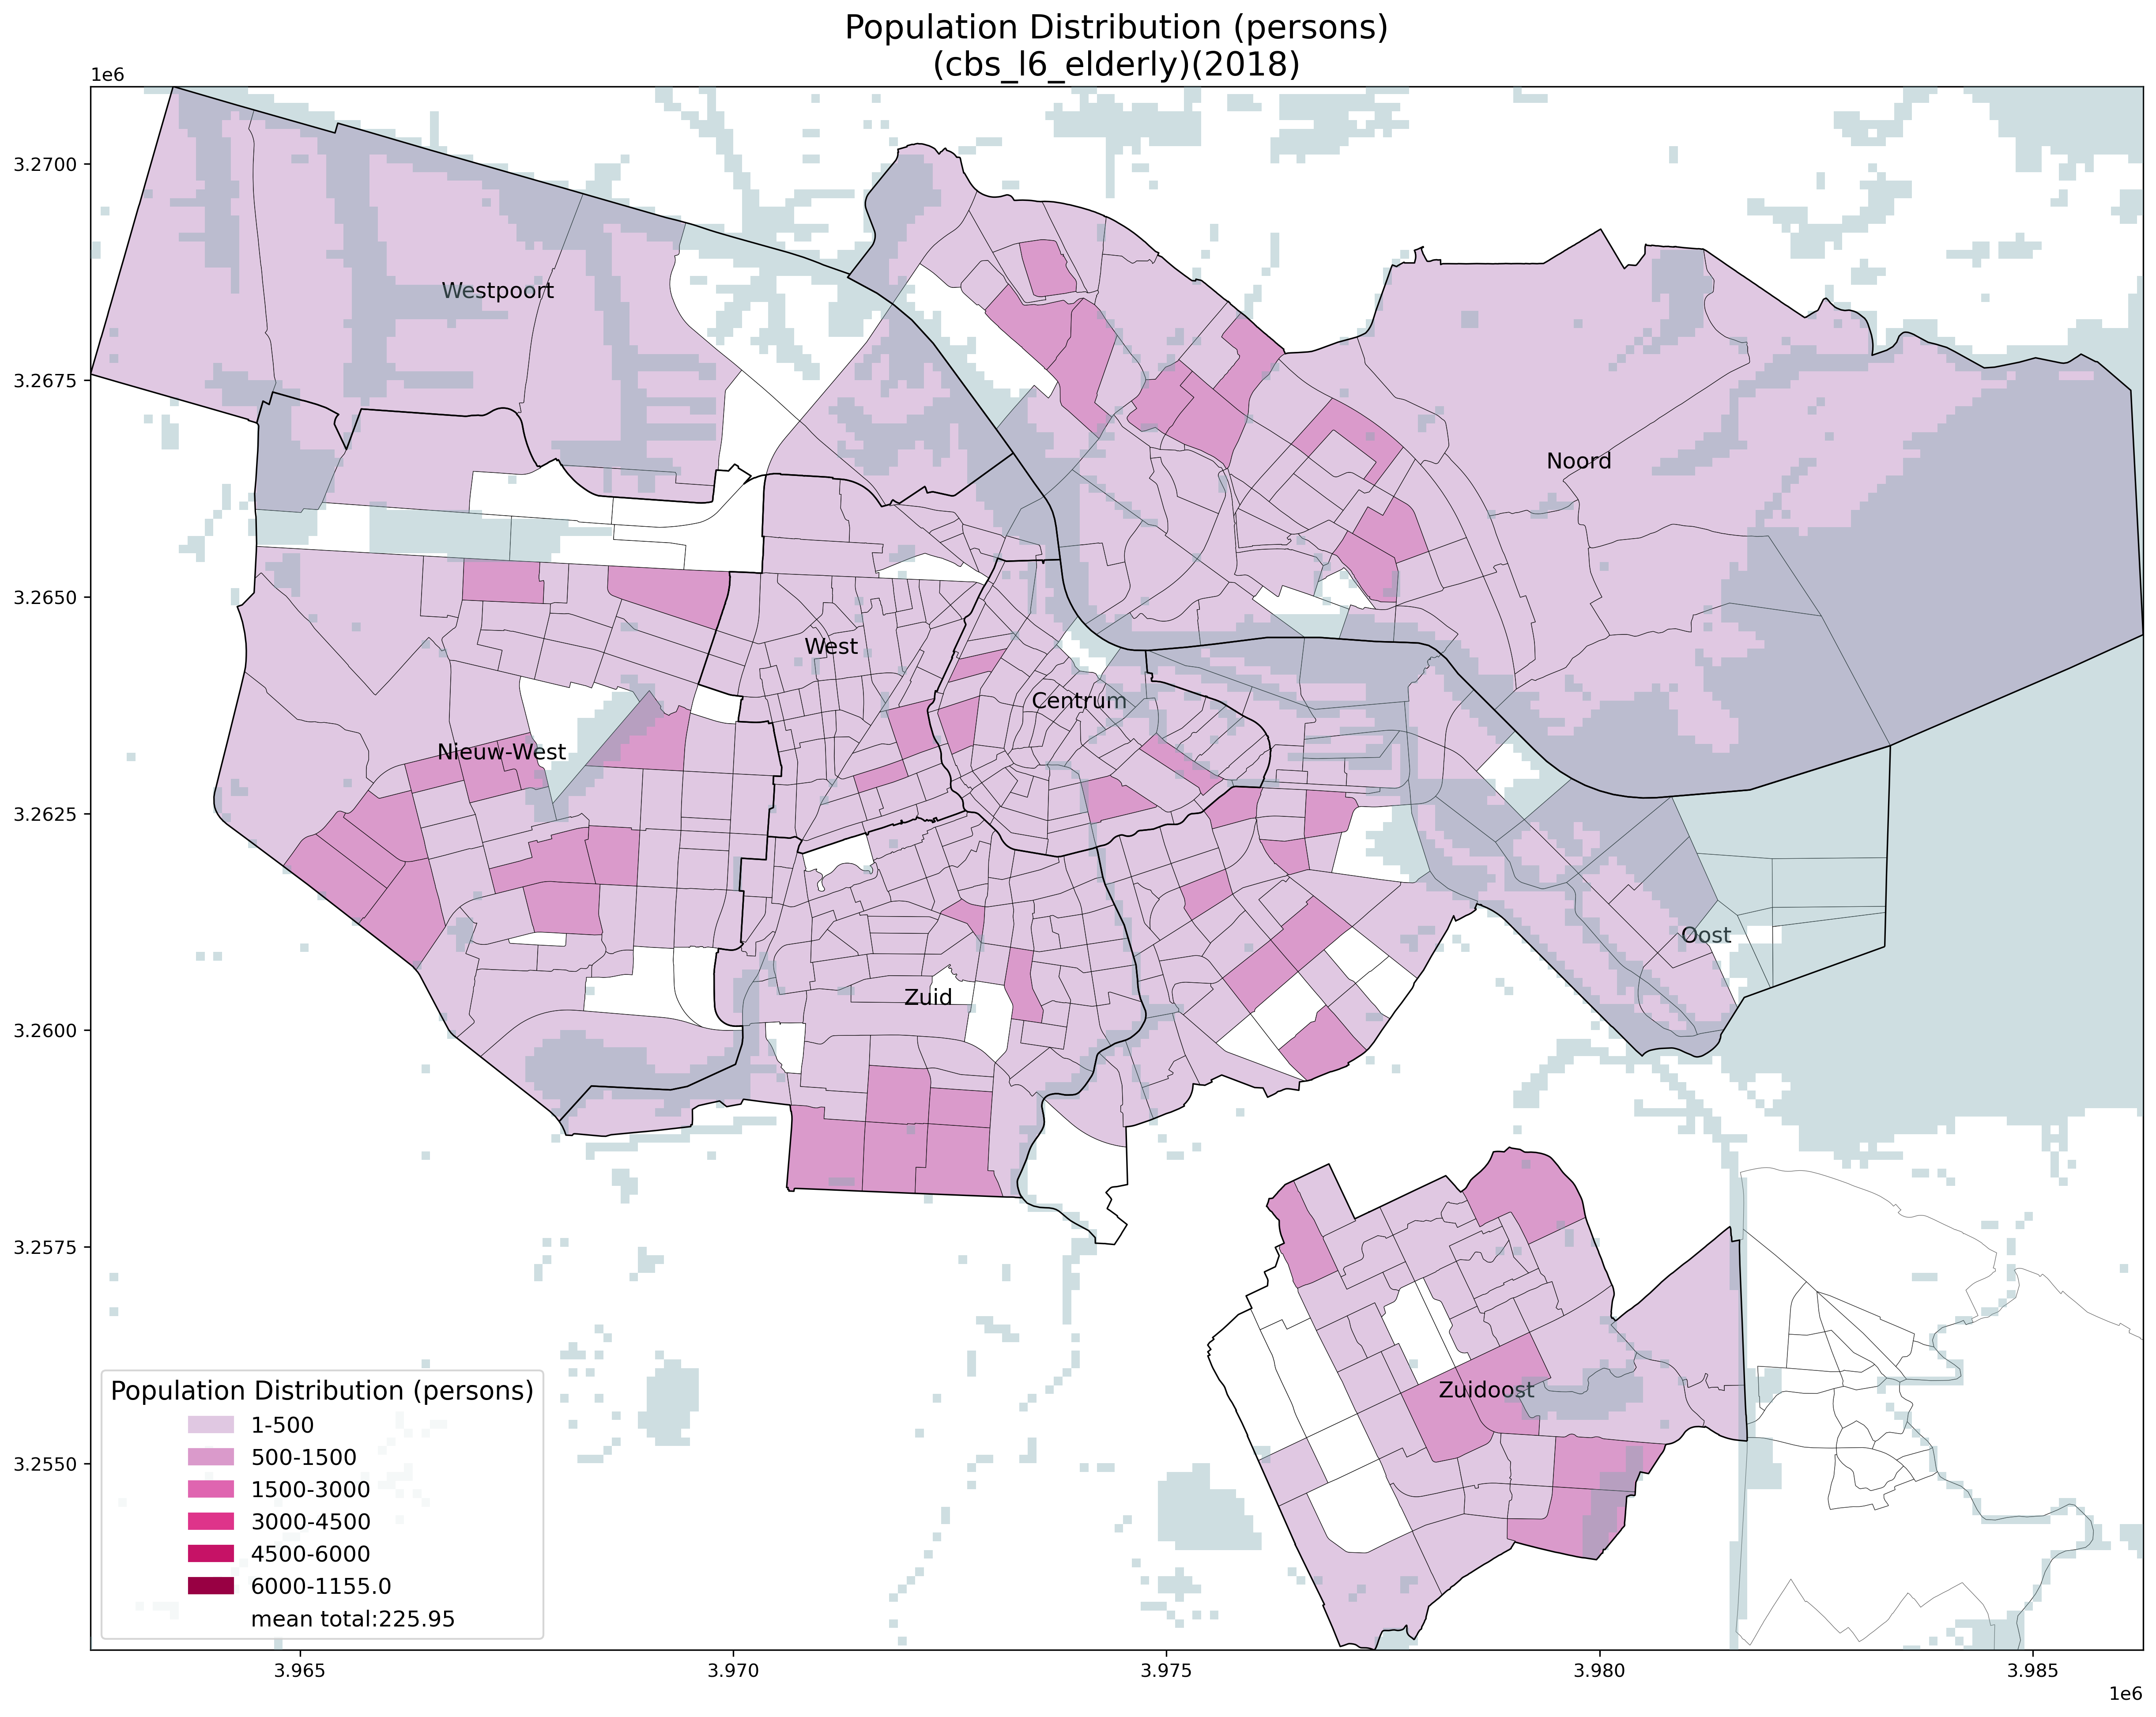 Population Distribution (persons)
(cbs_l6_elderly)(2018)
1e6
3.2700
3.2675
3.2650
3.2625
3.2600
3.2575
3.2550
Westpoort
Noord
West
Centrum
Nieuw-West
Oost
Zuid
Zuidoost
Population Distribution (persons)
1-500
500-1500
1500-3000
3000-4500
4500-6000
6000-1155.0
mean total:225.95
3.965
3.970
3.975
3.980
3.985
1e6